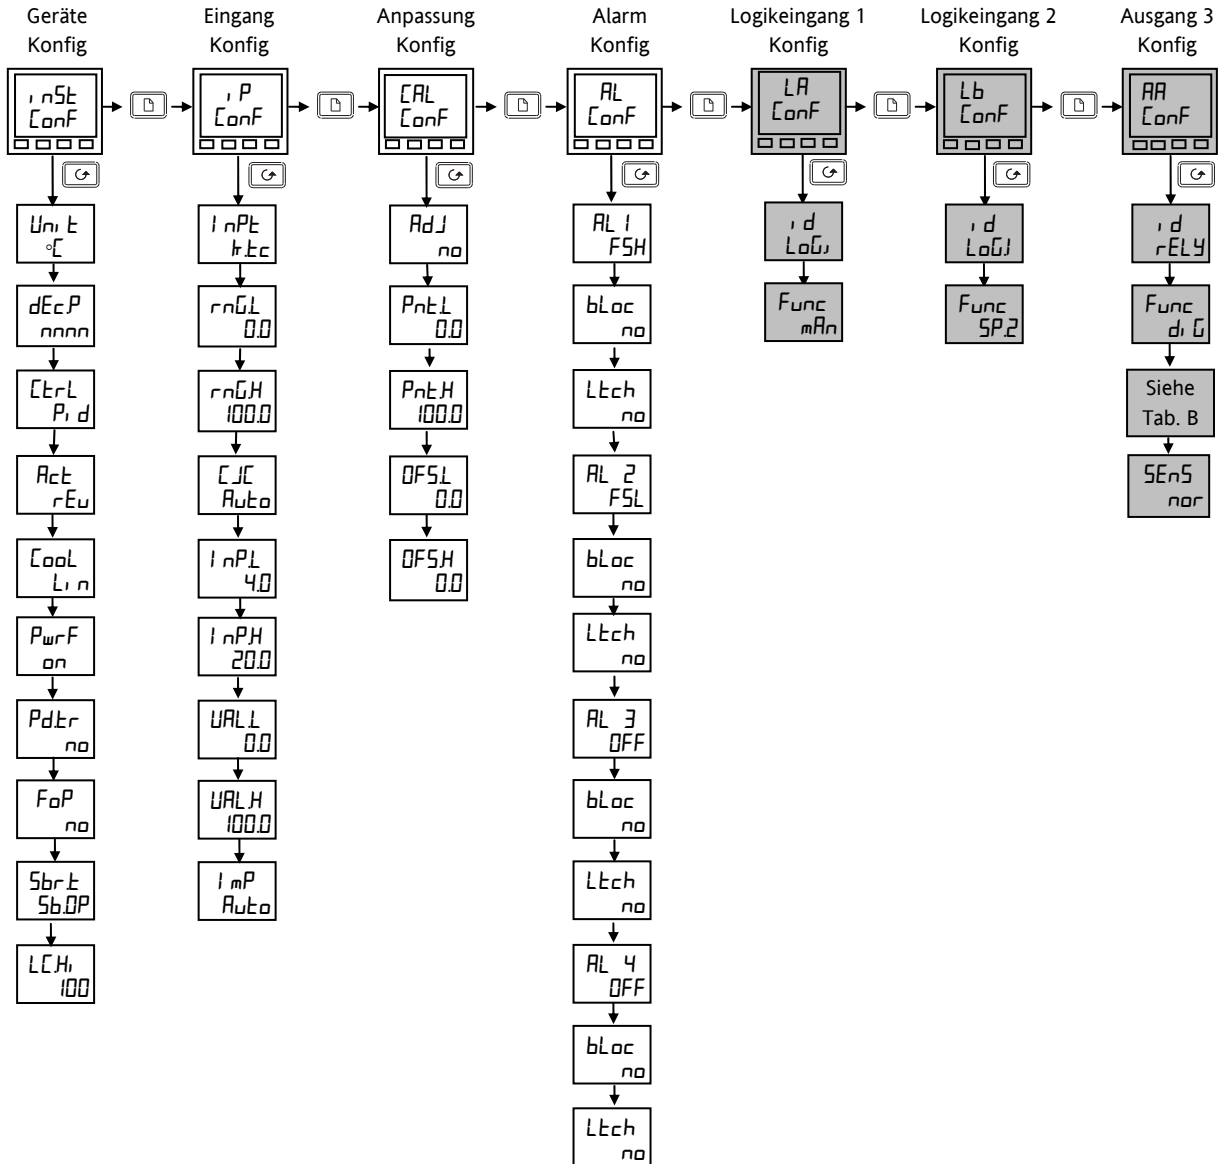 Geräte
Konfig
inSt
ConF
Unit
°C
dEc.P
nnnn
CtrL
Pid
Act
rEv
CooL
Lin
PwrF
on
Pd.tr
no
FoP
no
Sbr.t
Sb.OP
LC.Hi
100
Eingang
Konfig
iP
ConF
InPt
k.tc
rnG.L
0.0
rnG.H
100.0
CJC
Auto
InP.L
4.0
InP.H
20.0
VAL.L
0.0
VAL.H
100.0
ImP
Auto
Anpassung
Konfig
CAL
ConF
AdJ
no
Pnt.L
0.0
Pnt.H
100.0
OFS.L
0.0
OFS.H
0.0
Alarm
Konfig
AL
ConF
AL 1
FSH
bLoc
no
Ltch
no
AL 2
FSL
bLoc
no
Ltch
no
AL 3
OFF
bLoc
no
Ltch
no
AL 4
OFF
bLoc
no
Ltch
no
Logikeingang 1
Konfig
LA
ConF
id
LoG.i
Func
mAn
Logikeingang 2
Konfig
Lb
ConF
id
LoG.I
Func
SP.2
Ausgang 3
Konfig
AA
ConF
id
rELY
Func
diG
Siehe
Tab. B
SEnS
nor